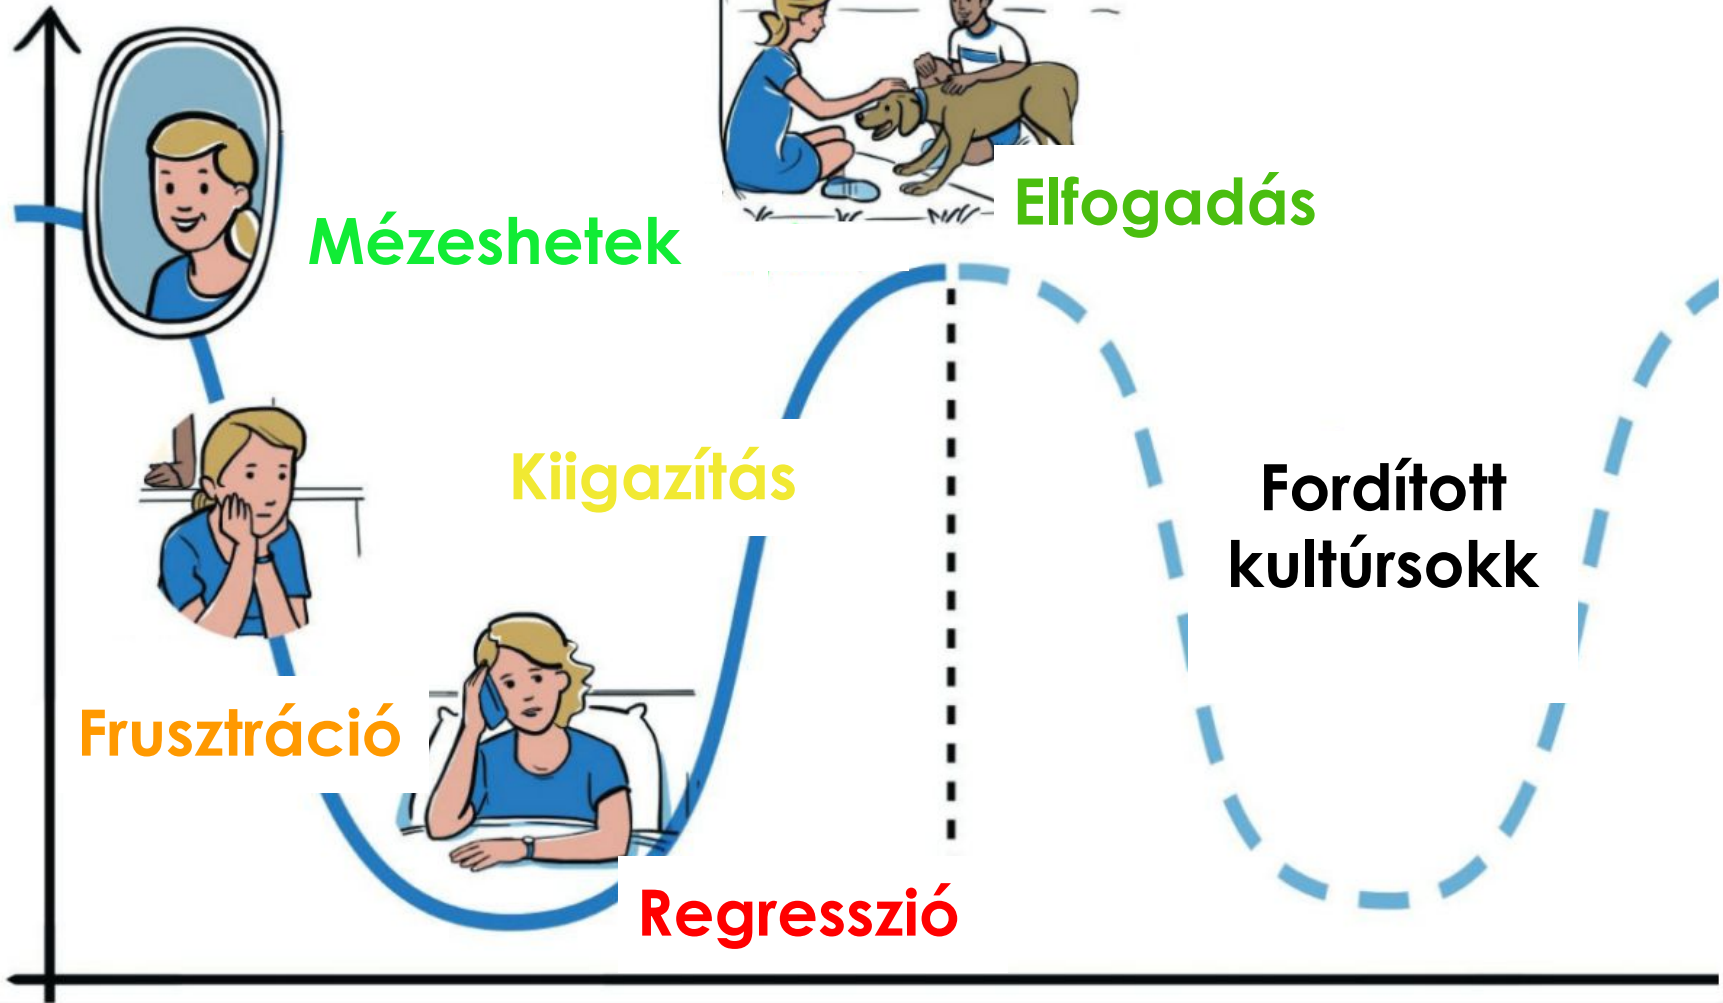 Elfogadás
Mézeshetek
Kiigazítás
Fordított
kultúrsokk
Frusztráció
Regresszió